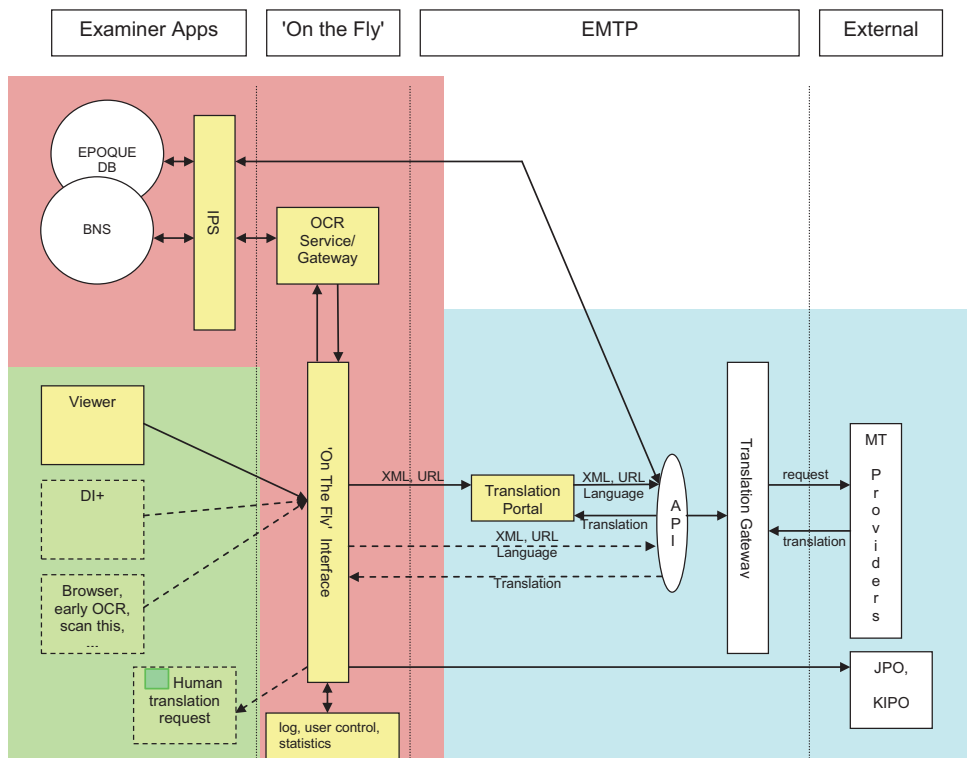 Examiner Apps
'On the Fly'
EMTP
External
EPOQUE
DB
BNS
IPS
OCR
Service/
Gateway
Viewer
DI+
Browser,
early OCR,
scan this,
...
Human
translation
request
'On The Fly' Interface
log, user control,
statistics
XML, URL
Translation
Portal
XML, URL
Language
Translation
XML, URL
Language
Translation
A
P
I
Translation Gateway
request
translation
MT
P
r
o
v
i
d
e
r
s
JPO,
KIPO